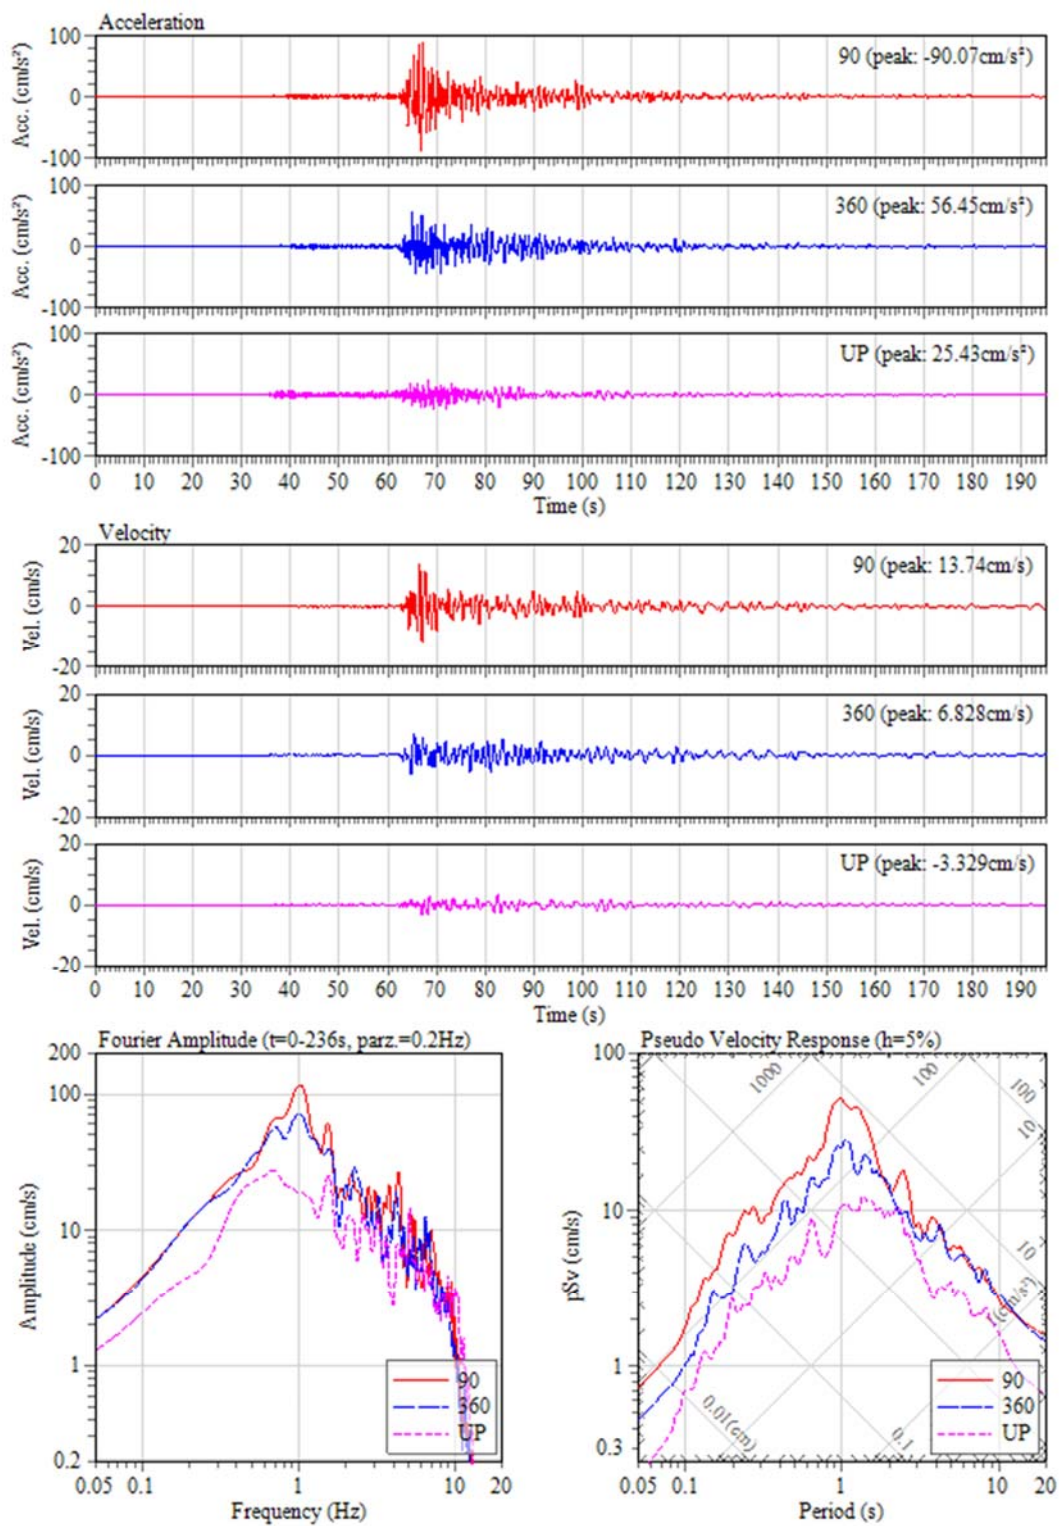 Acceleration
100
0
-100
Acc. (cm/s²)
90 (peak: -90.07cm/s²)
100
0
-100
Acc. (cm/s²)
360 (peak: 56.45cm/s²)
100
0
-100
Acc. (cm/s²)
UP (peak: 25.43cm/s²)
0 10 20 30 40 50 60 70 80 90 100 110 120 130 140 150 160 170 180 190
Time (s)
Velocity
20
0
-20
Vel. (cm/s)
90 (peak: 13.74cm/s)
20
0
-20
Vel. (cm/s)
360 (peak: 6.828cm/s)
20
0
-20
Vel. (cm/s)
UP (peak: -3.329cm/s)
0 10 20 30 40 50 60 70 80 90 100 110 120 130 140 150 160 170 180 190
Time (s)
Fourier Amplitude (t=0-236s, parz.=0.2Hz)
200
100
10
1
0.2
Amplitude (cm/s)
90
360
UP
0.05 0.1 1 10 20
Frequency (Hz)
Pseudo Velocity Response (h=5%)
100
10
1
0.3
pSv (cm/s)
1000
100
100
10
10
(cm/s²)
0.01(cm)
0.1
90
360
UP
0.05 0.1 1 10 20
Period (s)